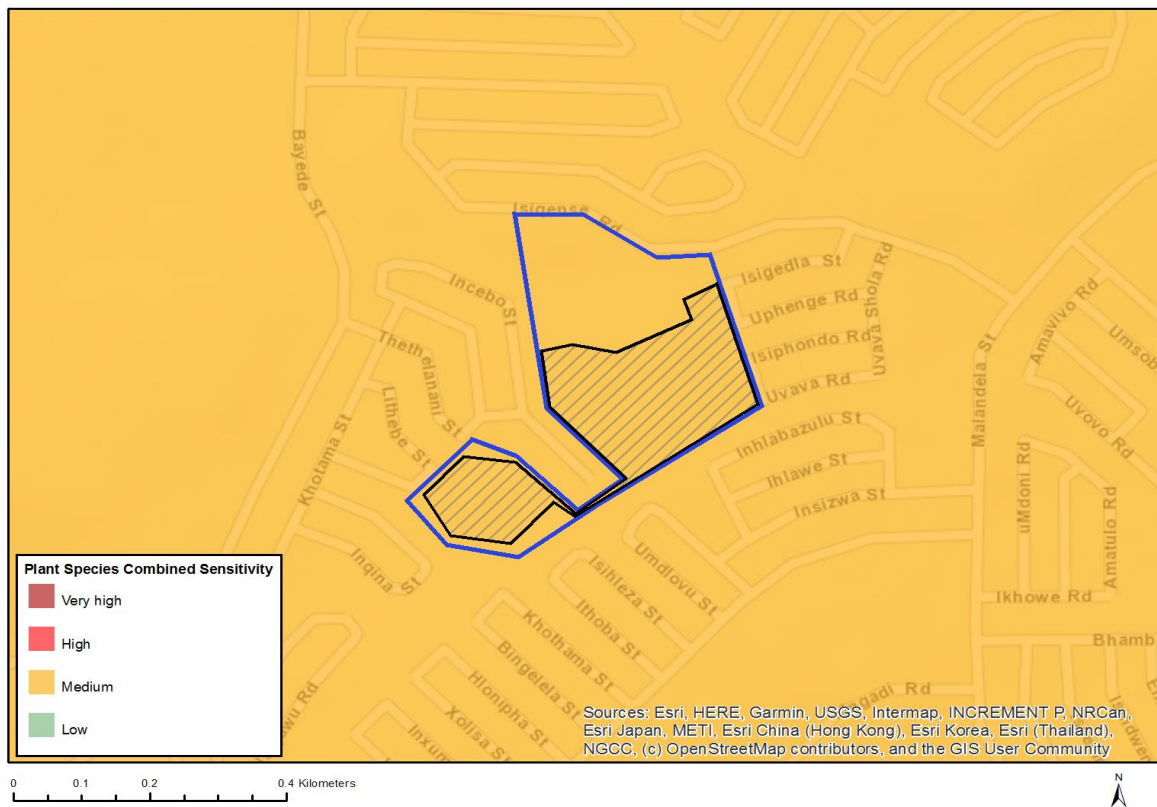 Bayede St
Isigense Rd
Isigedla St
Uphenge Rd
Isiphondo Rd
Uvava Rd
Uvava Shola Rd
Incebo St
Thethelanani St
Lithebe St
Khotama St
Inqina St
Inhlabazulu St
Ihlawe St
Insizwa St
Malandela St
Amavivo Rd
Umsob
Uvovo Rd
uMdoni Rd
Amatulo Rd
Ikhowe Rd
Bhamb
Umdlovu St
Isihleza St
Ithoba St
Khothama St
Bingelela St
Hlonipha St
Xolisa St
Plant Species Combined Sensitivity
Very high
High
Medium
Low
Sources: Esri, HERE, Garmin, USGS, Intermap, INCREMENT P, NRCan,
Esri Japan, METI, Esri China (Hong Kong), Esri Korea, Esri (Thailand),
NGCC, (c) OpenStreetMap contributors, and the GIS User Community
0 0.1 0.2 0.4 Kilometers
N